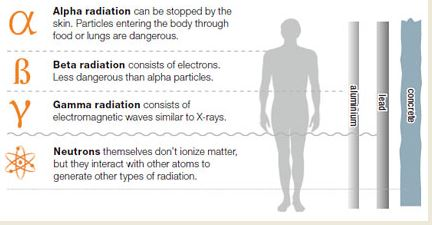 α
Alpha radiation can be stopped by the
skin. Particles entering the body through
food or lungs are dangerous.
ß
Beta radiation consists of electrons.
Less dangerous than alpha particles.
γ
Gamma radiation consists of
electromagnetic waves similar to X-rays.
Neutrons themselves don't ionize matter,
but they interact with other atoms to
generate other types of radiation.
aluminium
lead
concrete